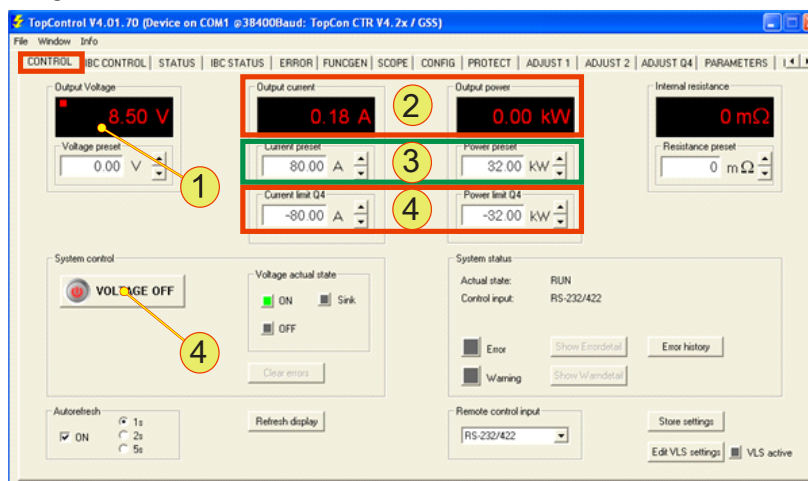 TopControl V4.01.70 (Device on COM1 @38400Baud: TopCon CTR V4.2x / GSS)
File Window Info
CONTROL IBC CONTROL STATUS IBC STATUS ERROR FUNCGEN SCOPE CONFIG PROTECT ADJUST 1 ADJUST 2 ADJUST Q4 PARAMETERS
Output Voltage Output current Output power Internal resistance
8.50 V 0.18 A 2 0.00 kW 0 mΩ
Voltage preset Current preset Power preset Resistance preset
0.00 V 80.00 A 3 32.00 kW 0 mΩ
1
Current limit Q4 Power limit Q4
-80.00 A 4 -32.00 kW
System control Voltage actual state System status
VOLTAGE OFF
ON Sink
OFF
4
Clear errors
Actual state: RUN
Control input: RS-232/422
Error Show Errordetail Error history
Warning Show Warndetail
Autorefresh
ON
1s
2s
5s
Refresh display
Remote control input
RS-232/422
Store settings
Edit VLS settings VLS active